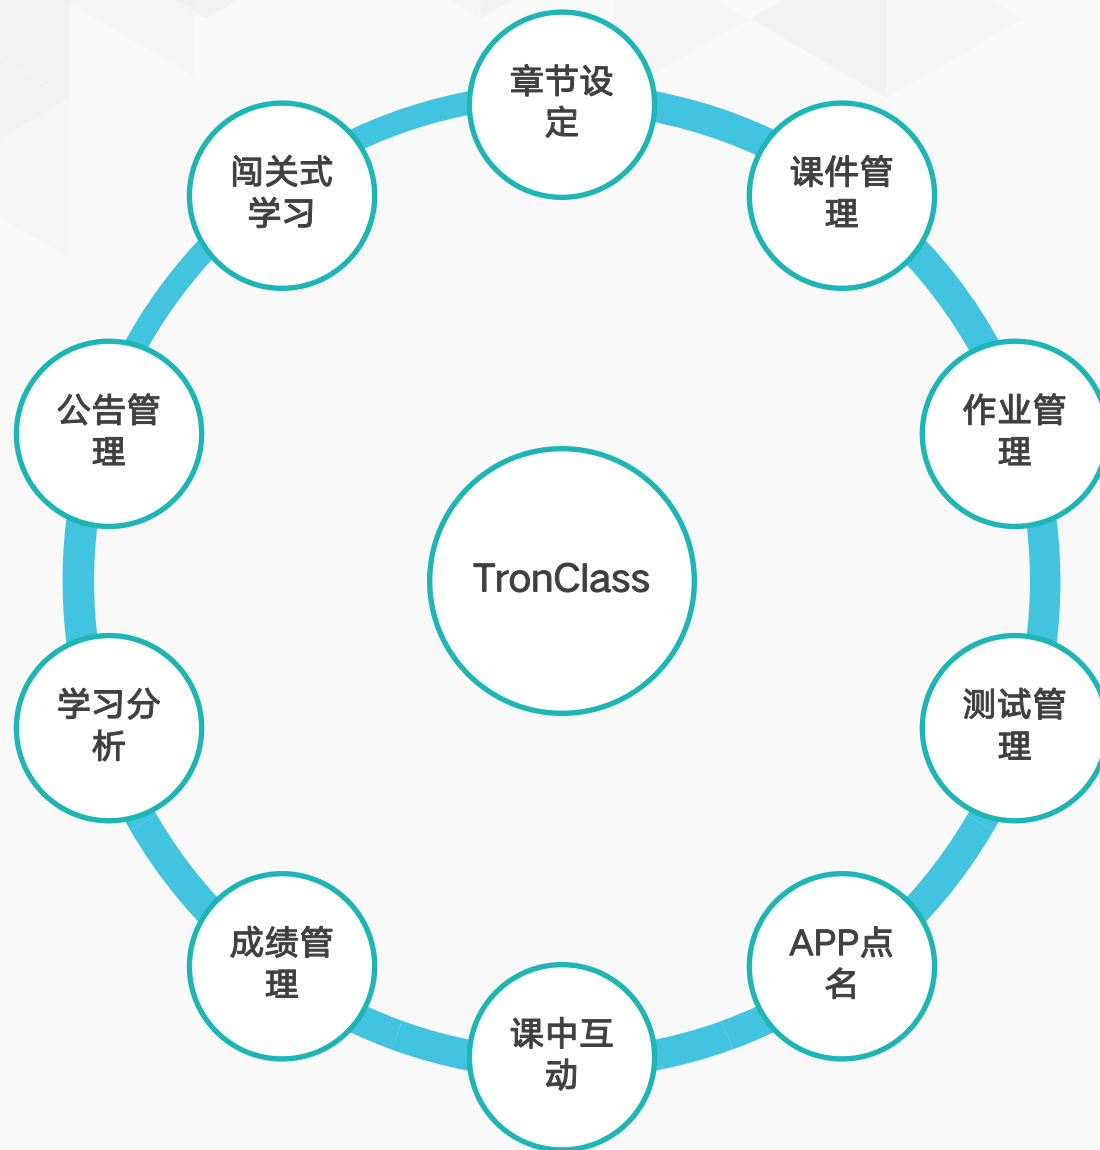 章节设
定
课件管
理
作业管
理
测试管
理
APP点
名
课中互
动
成绩管
理
学习分
析
公告管
理
闯关式
学习
TronClass